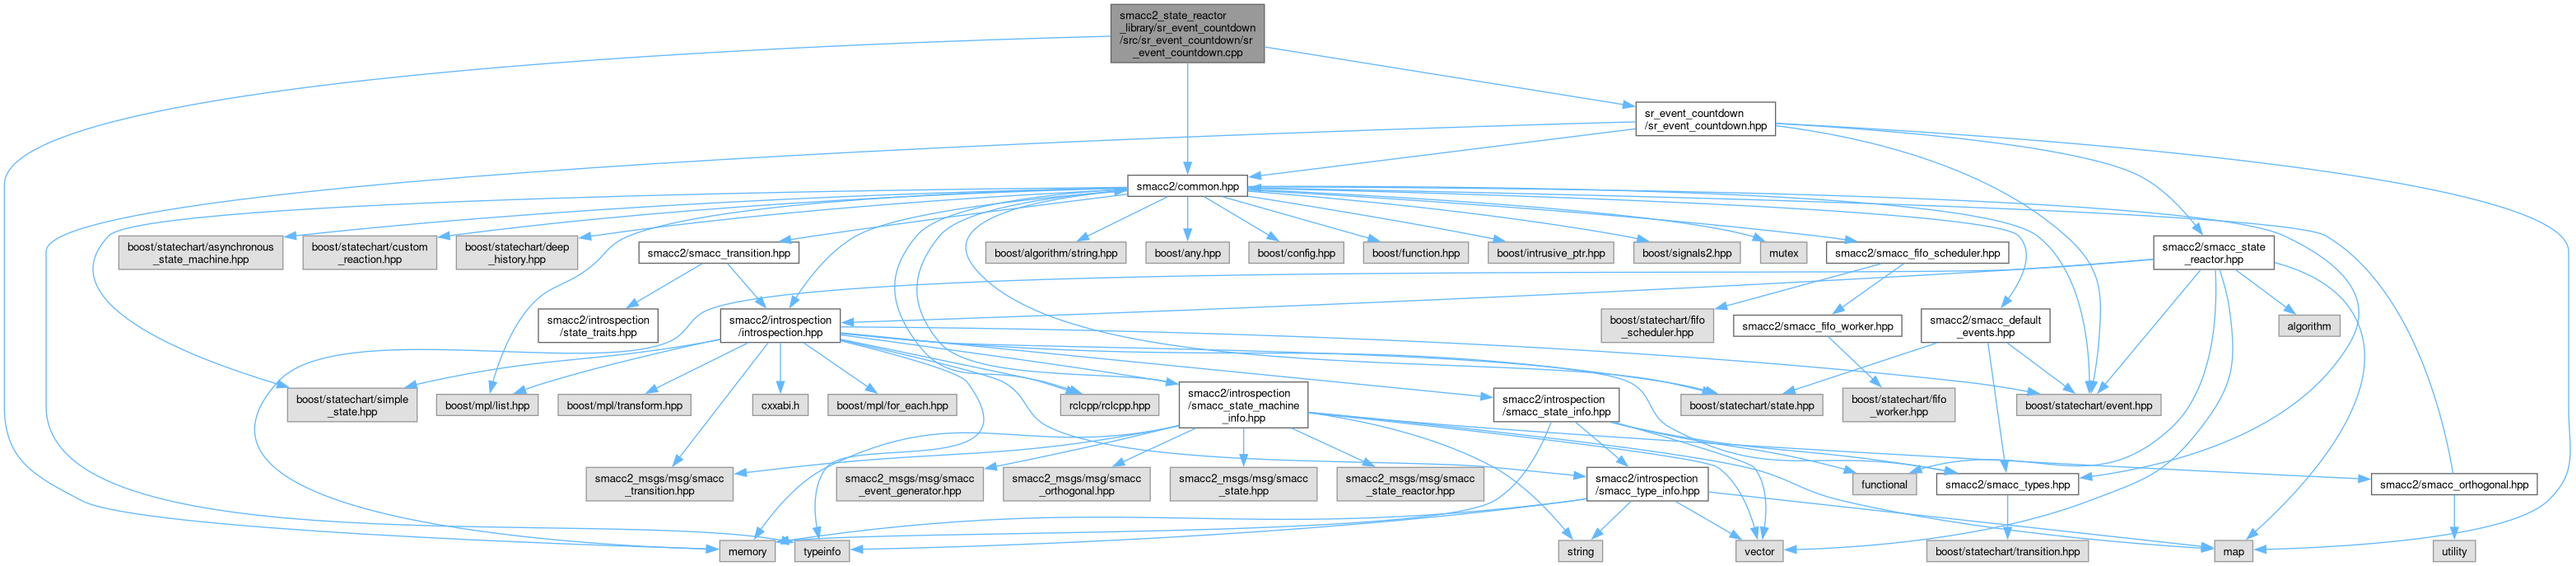 smacc2_state_reactor
_library/sr_event_countdown
/src/sr_event_countdown/sr
_event_countdown.cpp
sr_event_countdown
/sr_event_countdown.hpp
smacc2/common.hpp
boost/statechart/asynchronous
_state_machine.hpp
boost/statechart/custom
_reaction.hpp
boost/statechart/deep
_history.hpp
smacc2/smacc_transition.hpp
boost/algorithm/string.hpp
boost/any.hpp
boost/config.hpp
boost/function.hpp
boost/intrusive_ptr.hpp
boost/signals2.hpp
mutex
smacc2/smacc_fifo_scheduler.hpp
smacc2/smacc_state
_reactor.hpp
smacc2/introspection
/state_traits.hpp
smacc2/introspection
/introspection.hpp
boost/statechart/fifo
_scheduler.hpp
smacc2/smacc_fifo_worker.hpp
smacc2/smacc_default
_events.hpp
algorithm
boost/statechart/simple
_state.hpp
boost/mpl/list.hpp
boost/mpl/transform.hpp
cxxabi.h
boost/mpl/for_each.hpp
rclcpp/rclcpp.hpp
smacc2/introspection
/smacc_state_machine
_info.hpp
smacc2/introspection
/smacc_state_info.hpp
boost/statechart/state.hpp
boost/statechart/fifo
_worker.hpp
boost/statechart/event.hpp
smacc2_msgs/msg/smacc
_transition.hpp
smacc2_msgs/msg/smacc
_event_generator.hpp
smacc2_msgs/msg/smacc
_orthogonal.hpp
smacc2_msgs/msg/smacc
_state.hpp
smacc2_msgs/msg/smacc
_state_reactor.hpp
smacc2/introspection
/smacc_type_info.hpp
functional
smacc2/smacc_types.hpp
smacc2/smacc_orthogonal.hpp
memory
typeinfo
string
vector
boost/statechart/transition.hpp
map
utility